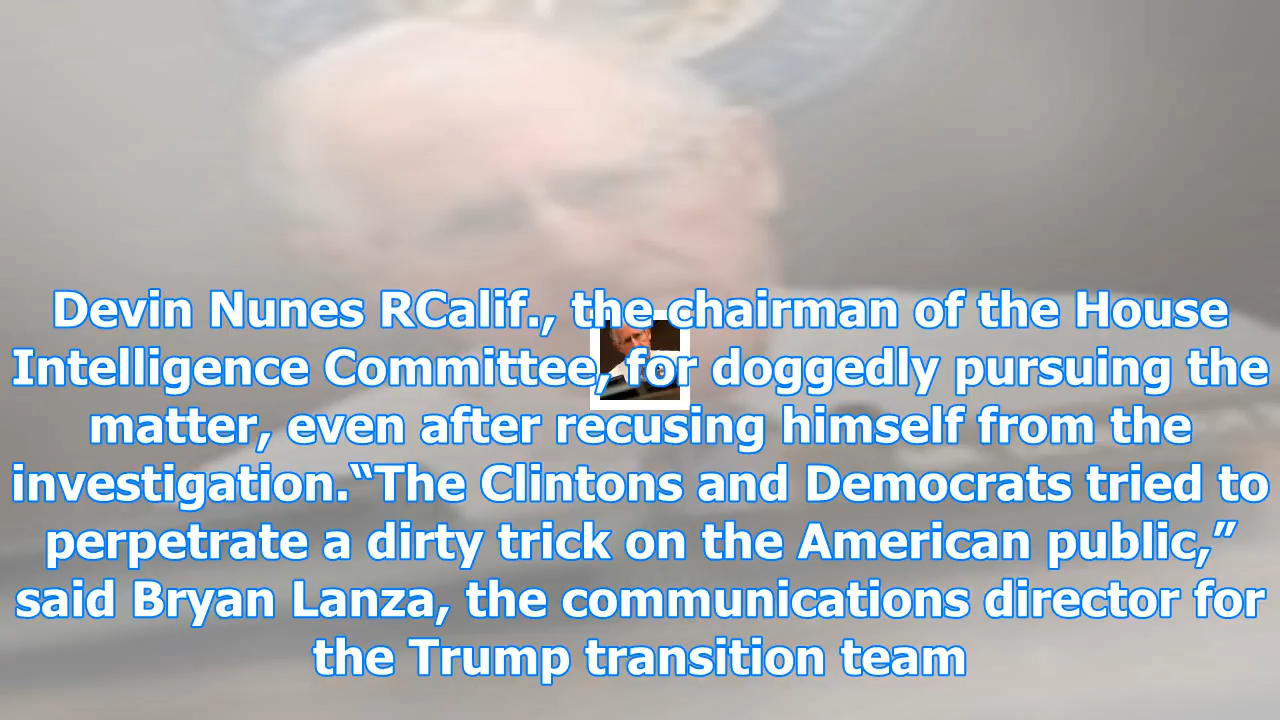 Devin Nunes RCalif., the chairman of the House
Intelligence Committee, for doggedly pursuing the
matter, even after recusing himself from the
investigation.“The Clintons and Democrats tried to
perpetrate a dirty trick on the American public,”
said Bryan Lanza, the communications director for
the Trump transition team